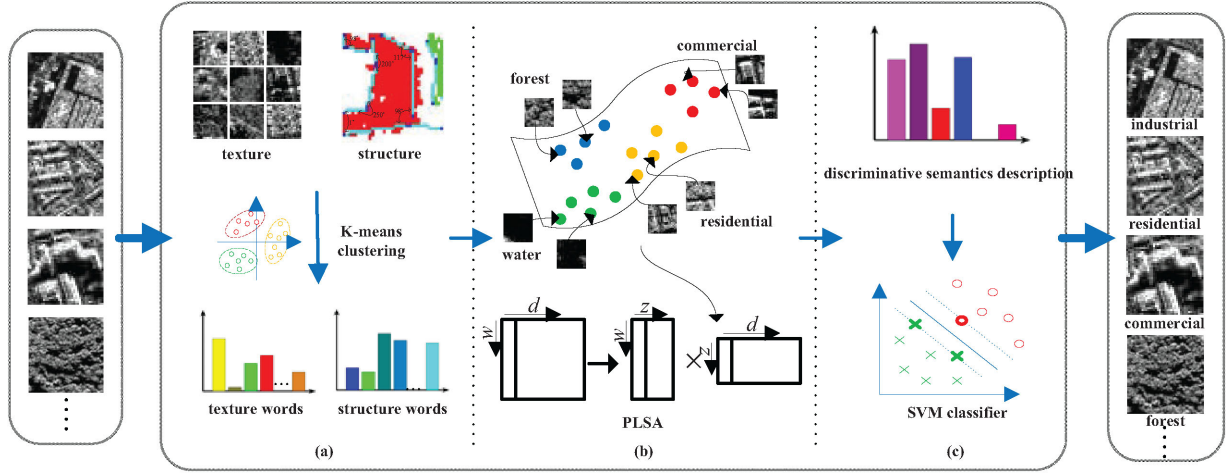 texture
structure
K-means
clustering
texture words
structure words
(a)
commercial
forest
residential
water
w
d
w
z
z
d
PLSA
(b)
discriminative semantics description
SVM classifier
(c)
industrial
residential
commercial
forest